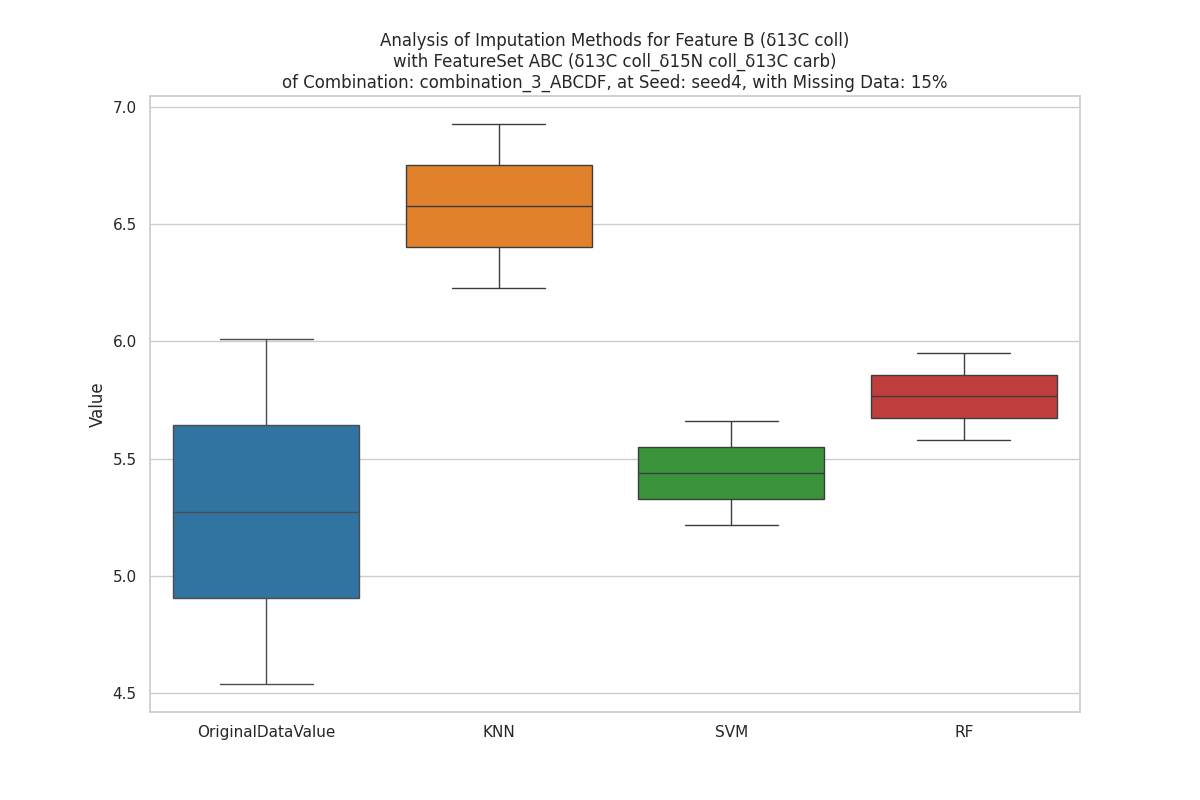 Analysis of Imputation Methods for Feature B (δ13C coll)
with FeatureSet ABC (δ13C coll_δ15N coll_δ13C carb)
of Combination: combination_3_ABCDF, at Seed: seed4, with Missing Data: 15%
7.0
6.5
6.0
5.5
5.0
4.5
Value
OriginalDataValue
KNN
SVM
RF